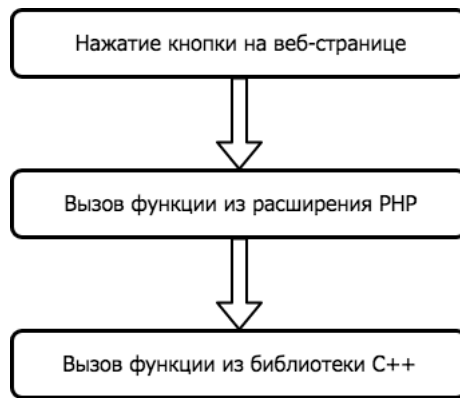 Нажатие кнопки на веб-странице
Вызов функции из расширения PHP
Вызов функции из библиотеки C++